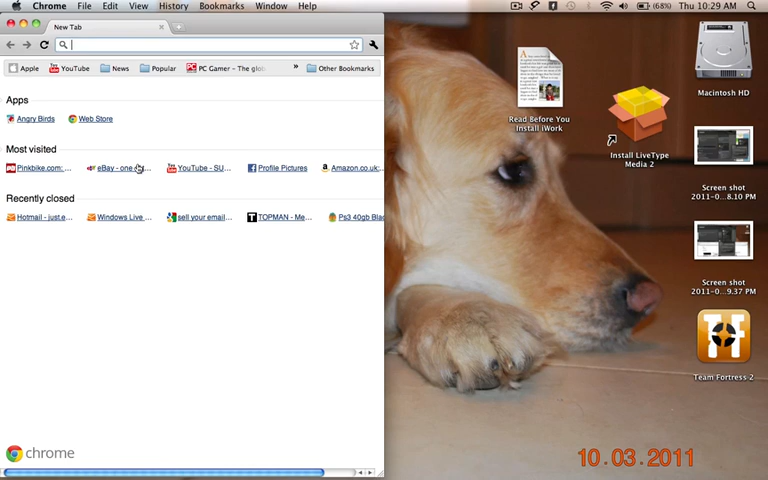 Chrome File Edit View History Bookmarks Window Help (68%) Thu 10:29 AM
New Tab
Apple YouTube News Popular PC Gamer - The glo » Other Bookmarks
Apps
Angry Birds Web Store
Most visited
Pinkbike.com:... eBay - one YouTube - SU... Profile Pictures Amazon.co.uk:
Recently closed
Hotmail - just e... Windows Live ... sell your email... TOPMAN - Me... Ps3 40gb Blac
chrome
Read Before You
Install iWork
Install LiveType
Media 2
Macintosh HD
Screen shot
2011-0...8.10 PM
Screen shot
2011-0...9.37 PM
Team Fortress 2
10.03.2011